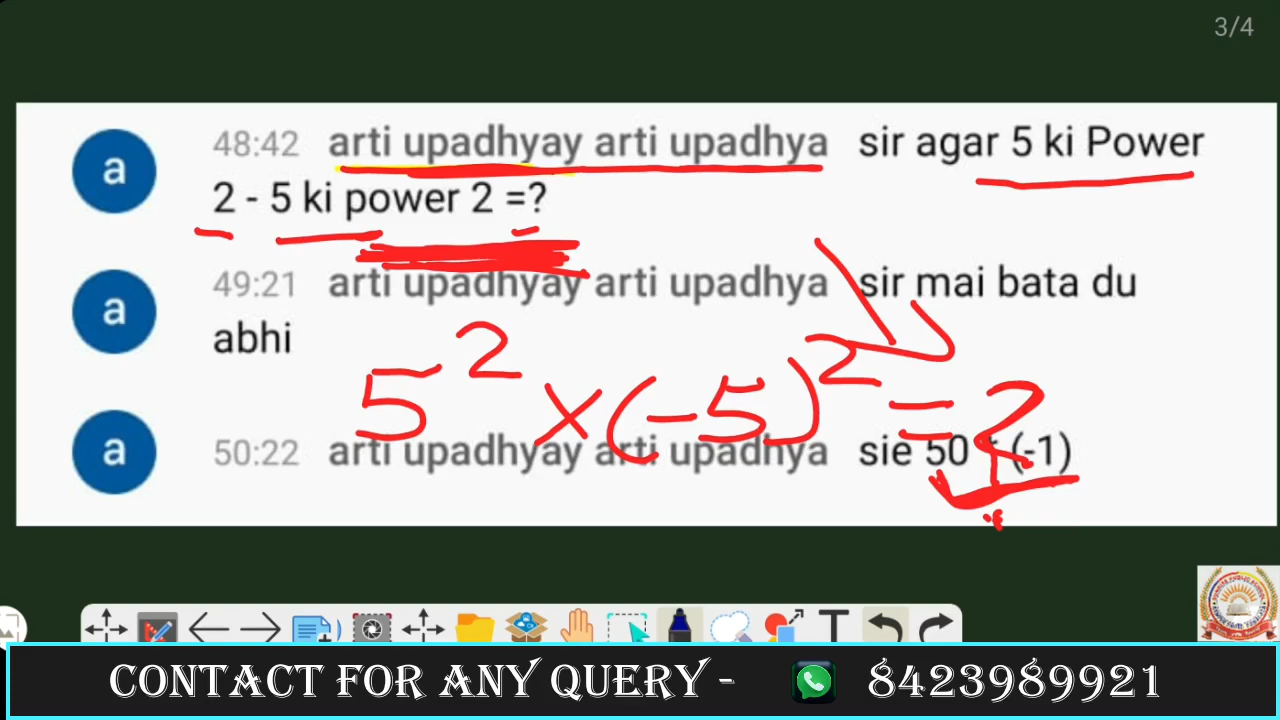 3/4
48:42 arti upadhyay arti upadhya sir agar 5 ki Power
2 - 5 ki power 2 =?
49:21 arti upadhyay arti upadhya sir mai bata du
abhi
5² × (-5)² = ?
50:22 arti upadhyay arti upadhya sie 50 * (-1)
a
a
a
CONTACT FOR ANY QUERY - 8423989921